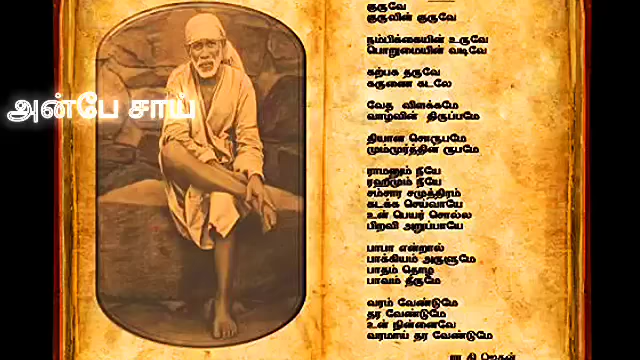 அன்பே சாய்
குருவே
குருவின் குருவே
நம்பிக்கையின் உருவே
பொறுமையின் வடிவே
கற்பக தருவே
கருணை கடலே
வேத விளக்கமே
வாழ்வின் திருப்பமே
தியான சொரூபமே
மும்மூர்த்தின் ரூபமே
ராமனும் நீயே
ரஹீமும் நீயே
சம்சார சமுத்திரம்
கடக்க செய்வாயே
உன் பெயர் சொல்ல
பிறவி அறுப்பாயே
பாபா என்றால்
பாக்கியம் அருளுமே
பாதம் தொழ
பாவம் தீருமே
வரம் வேண்டுமே
தர வேண்டுமே
உன் நினைவே
வரமாய் தர வேண்டுமே